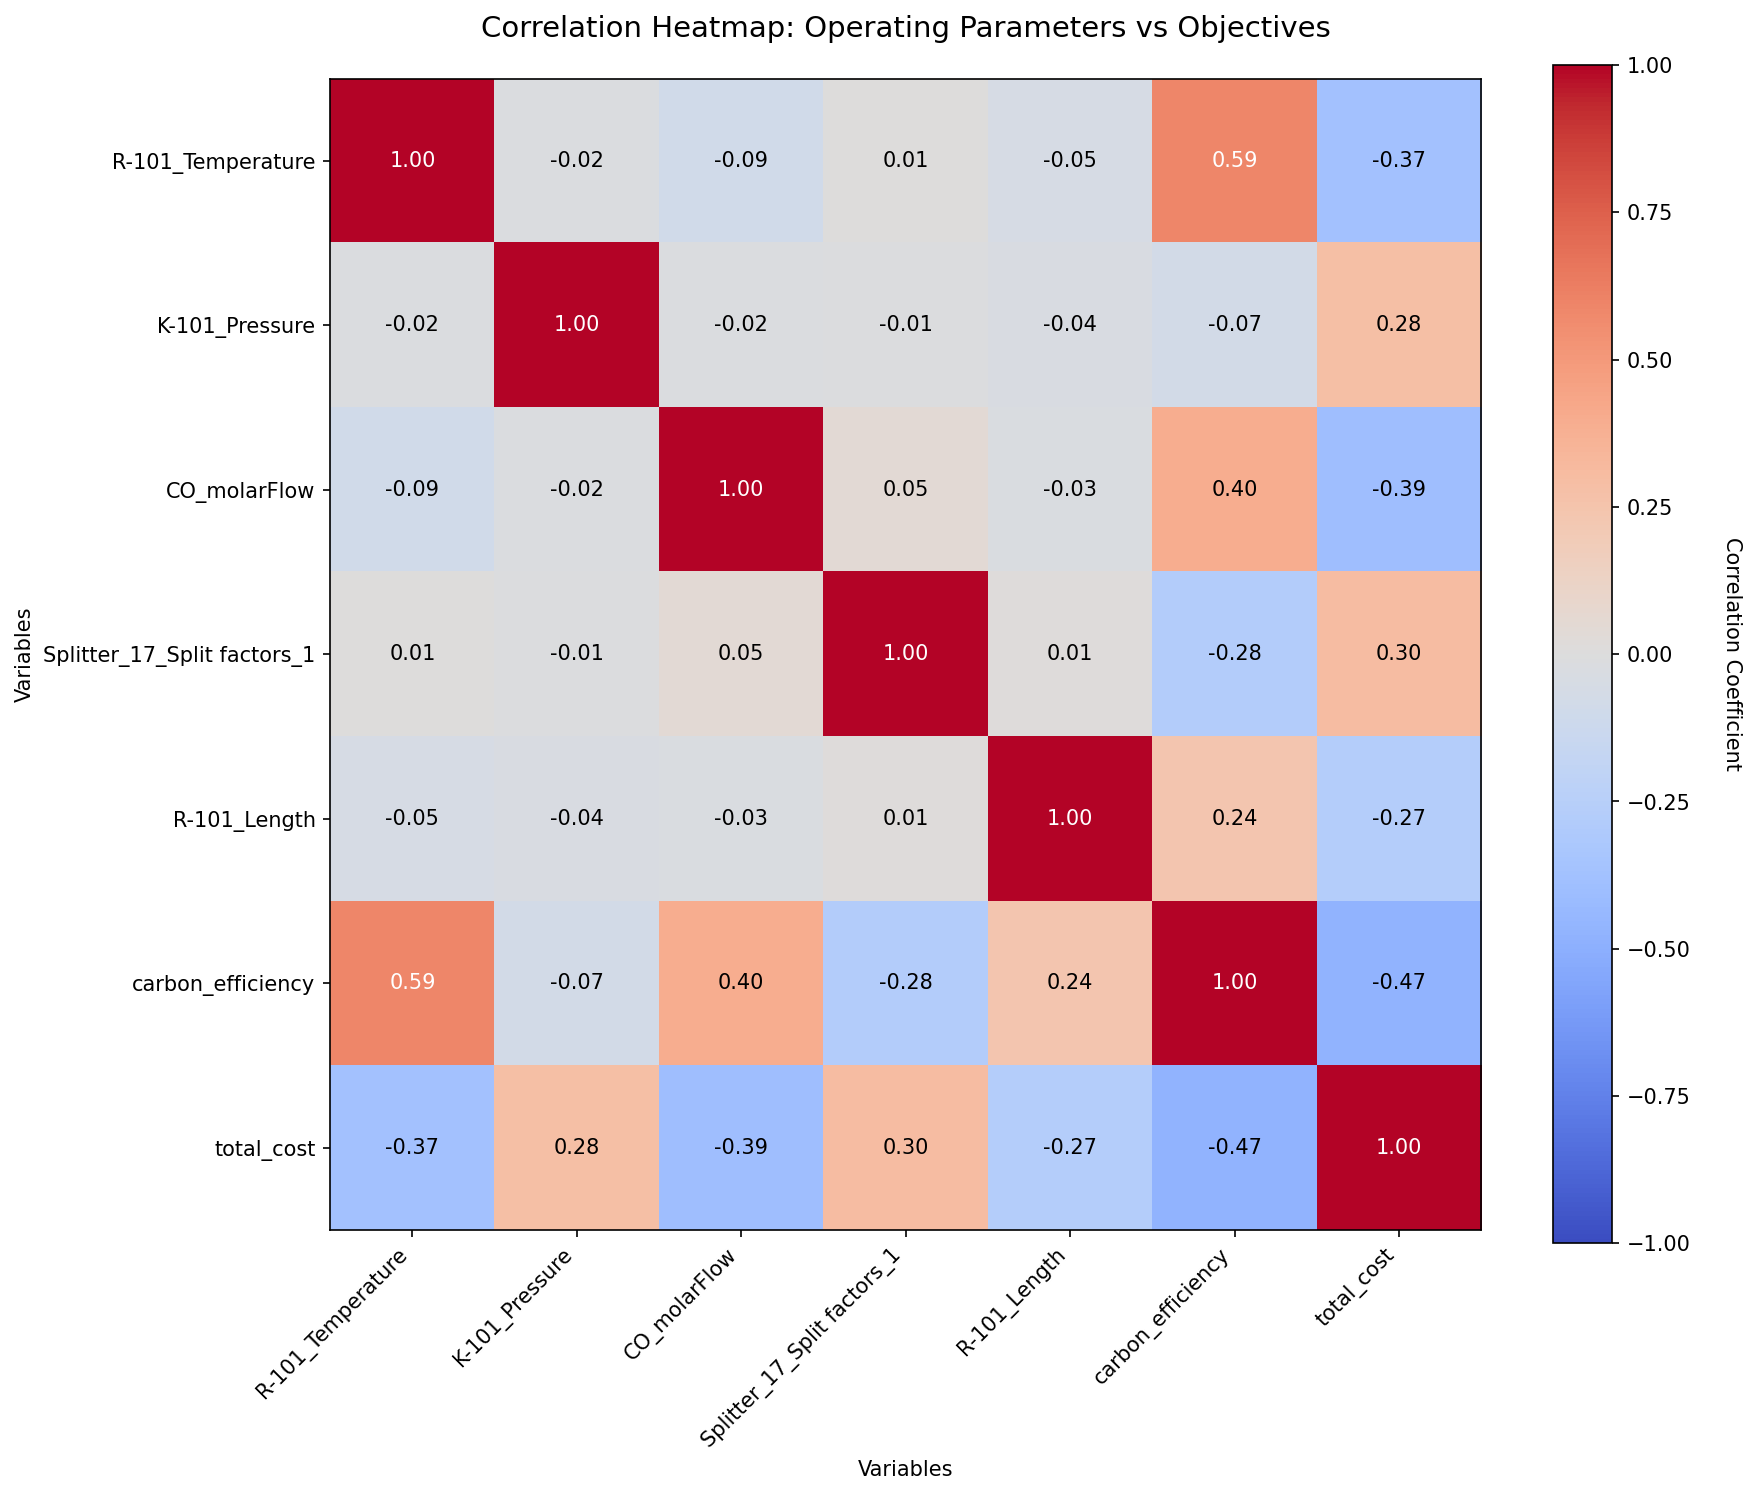 Correlation Heatmap: Operating Parameters vs Objectives
R-101_Temperature 1.00 -0.02 -0.09 0.01 -0.05 0.59 -0.37
K-101_Pressure -0.02 1.00 -0.02 -0.01 -0.04 -0.07 0.28
CO_molarFlow -0.09 -0.02 1.00 0.05 -0.03 0.40 -0.39
Splitter_17_Split factors_1 0.01 -0.01 0.05 1.00 0.01 -0.28 0.30
R-101_Length -0.05 -0.04 -0.03 0.01 1.00 0.24 -0.27
carbon_efficiency 0.59 -0.07 0.40 -0.28 0.24 1.00 -0.47
total_cost -0.37 0.28 -0.39 0.30 -0.27 -0.47 1.00
Variables
R-101_Temperature
K-101_Pressure
CO_molarFlow
Splitter_17_Split factors_1
R-101_Length
carbon_efficiency
total_cost
Variables
1.00
0.75
0.50
0.25
0.00
−0.25
−0.50
−0.75
−1.00
Correlation Coefficient